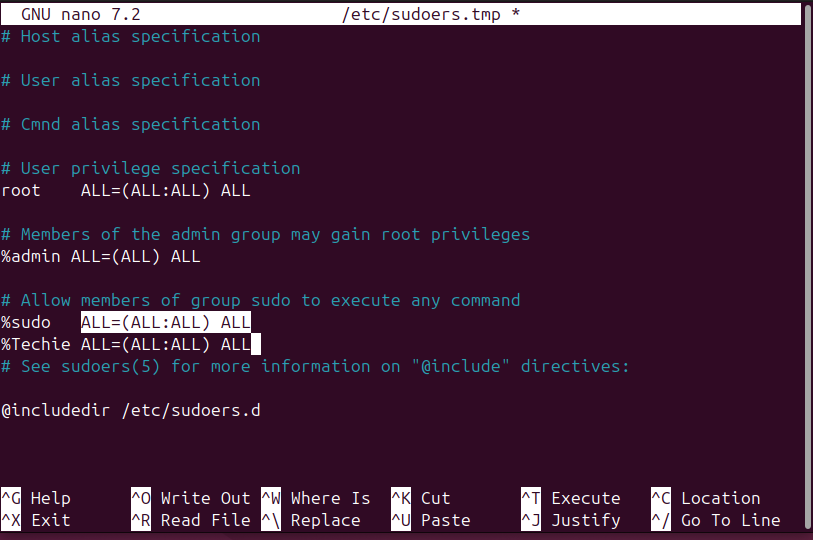 GNU nano 7.2 /etc/sudoers.tmp *
# Host alias specification
# User alias specification
# Cmnd alias specification
# User privilege specification
root ALL=(ALL:ALL) ALL
# Members of the admin group may gain root privileges
%admin ALL=(ALL) ALL
# Allow members of group sudo to execute any command
%sudo ALL=(ALL:ALL) ALL
%Techie ALL=(ALL:ALL) ALL
# See sudoers(5) for more information on "@include" directives:
@includedir /etc/sudoers.d
^G Help ^O Write Out ^W Where Is ^K Cut ^T Execute ^C Location
^X Exit ^R Read File ^\ Replace ^U Paste ^J Justify ^/ Go To Line